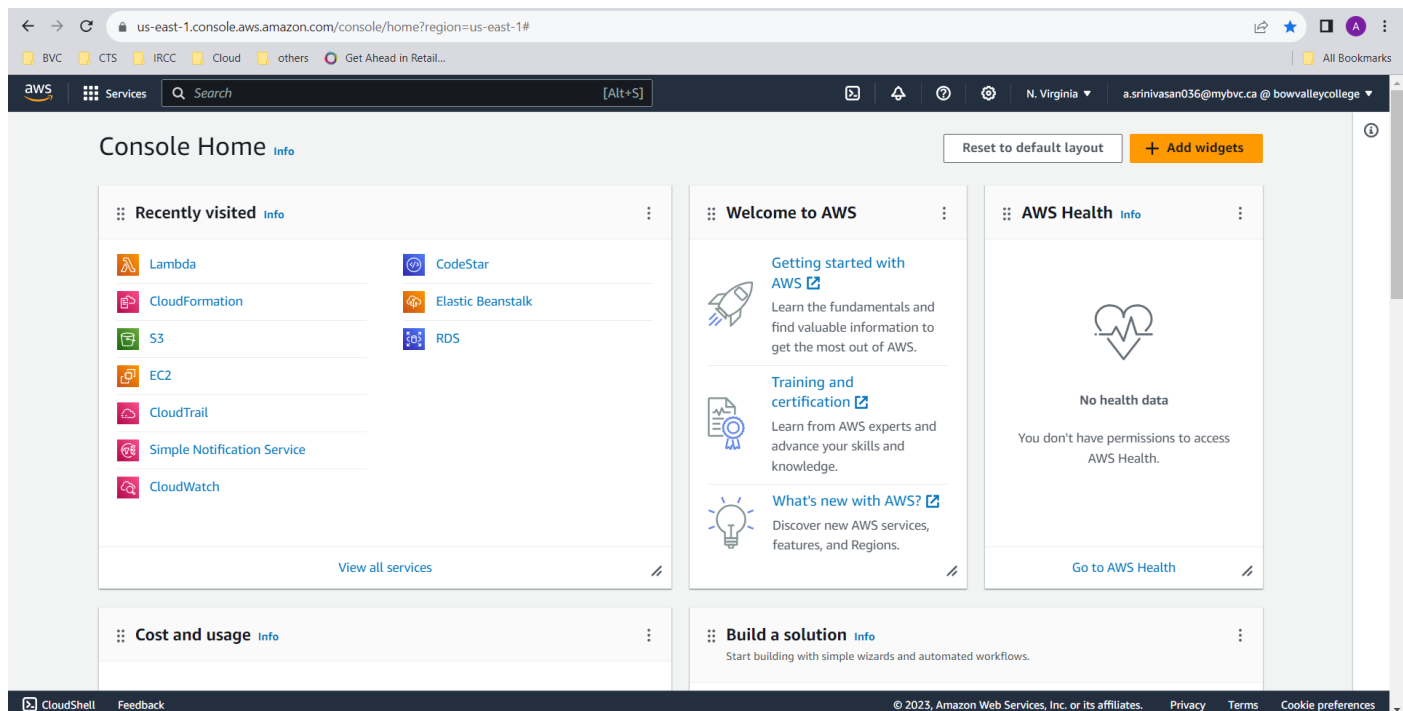 us-east-1.console.aws.amazon.com/console/home?region=us-east-1#
A
BVC CTS IRCC Cloud others Get Ahead in Retail... All Bookmarks
aws Services Search [Alt+S] N. Virginia ▼ a.srinivasan036@mybvc.ca @ bowvalleycollege ▼
Console Home Info
Reset to default layout
+ Add widgets
Recently visited Info
Lambda
CloudFormation
S3
EC2
CloudTrail
Simple Notification Service
CloudWatch
CodeStar
Elastic Beanstalk
RDS
View all services
Welcome to AWS
Getting started with
AWS
Learn the fundamentals and
find valuable information to
get the most out of AWS.
Training and
certification
Learn from AWS experts and
advance your skills and
knowledge.
What's new with AWS?
Discover new AWS services,
features, and Regions.
AWS Health Info
No health data
You don't have permissions to access
AWS Health.
Go to AWS Health
Cost and usage Info
Build a solution Info
Start building with simple wizards and automated workflows.
CloudShell Feedback © 2023, Amazon Web Services, Inc. or its affiliates. Privacy Terms Cookie preferences